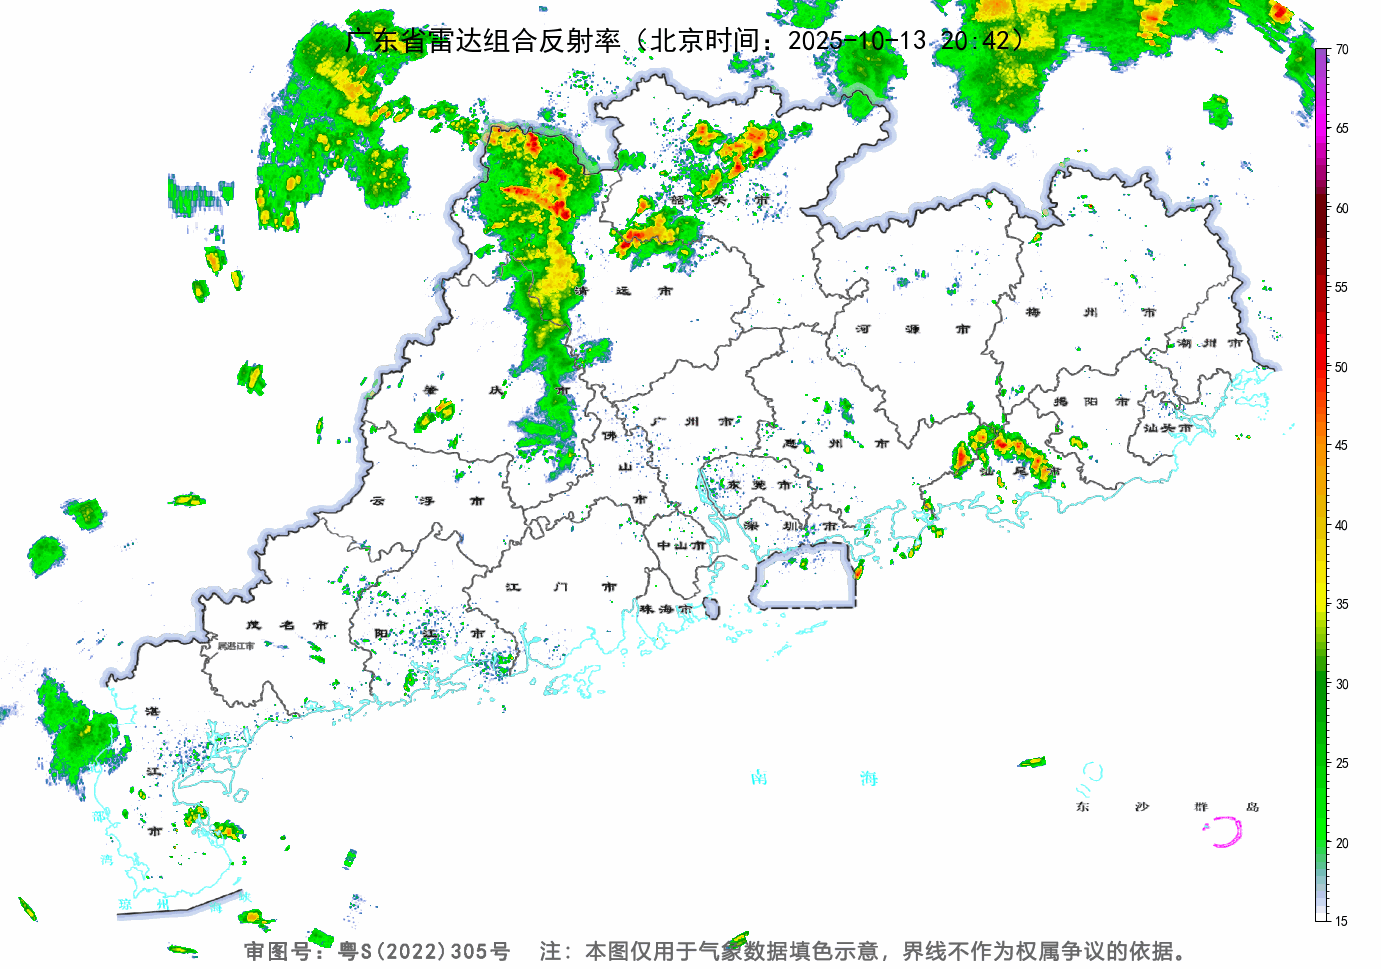 广东省雷达组合反射率（北京时间：2025-10-13 20:42）
70
65
60
55
50
45
40
35
30
25
20
15
韶关市
清远市
河源市
梅州市
潮州市
肇庆市
揭阳市
广州市
汕头市
佛山市
惠州市
汕尾市
云浮市
东莞市
深圳市
中山市
江门市
珠海市
茂名市
阳江市
属湛江市
湛江市
南海
东沙群岛
湾
琼州海峡
审图号：粤S(2022)305号 注：本图仅用于气象数据填色示意，界线不作为权属争议的依据。